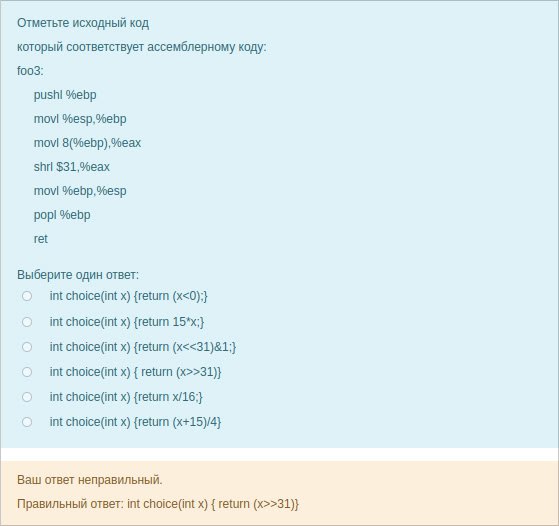 Отметьте исходный код
который соответствует ассемблерному коду:
foo3:
pushl %ebp
movl %esp,%ebp
movl 8(%ebp),%eax
shrl $31,%eax
movl %ebp,%esp
popl %ebp
ret
Выберите один ответ:
int choice(int x) {return (x<0);}
int choice(int x) {return 15*x;}
int choice(int x) {return (x<<31)&1;}
int choice(int x) { return (x>>31)}
int choice(int x) {return x/16;}
int choice(int x) {return (x+15)/4}
Ваш ответ неправильный.
Правильный ответ: int choice(int x) { return (x>>31)}